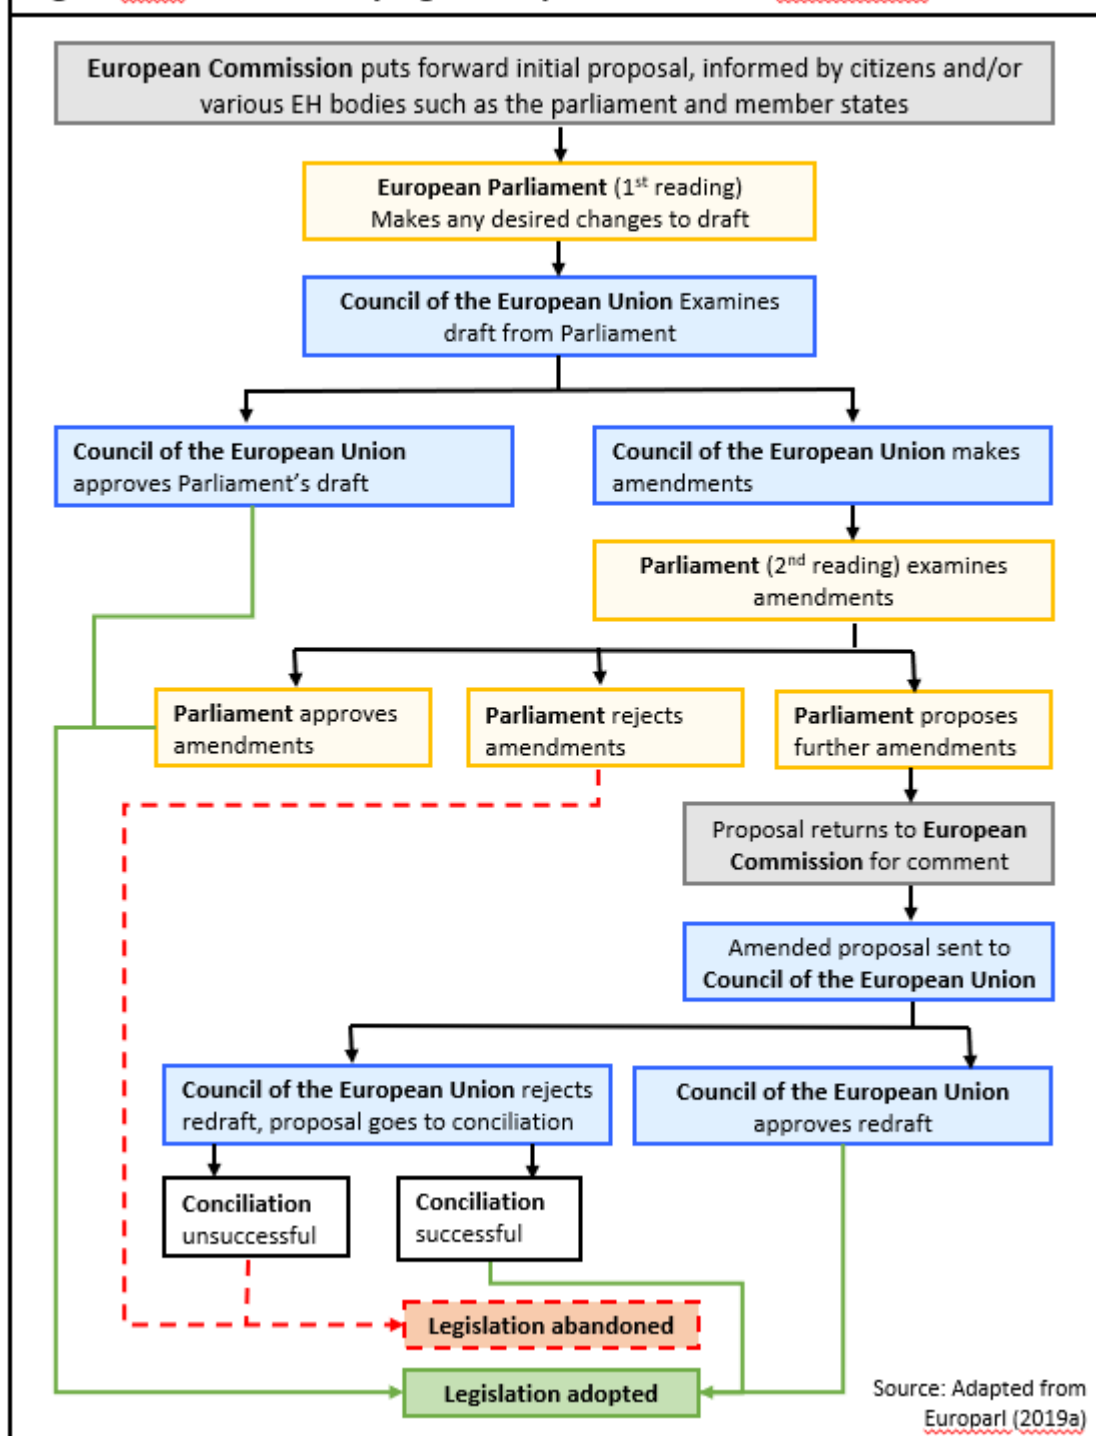 European Commission puts forward initial proposal, informed by citizens and/or
various EH bodies such as the parliament and member states
European Parliament (1st reading)
Makes any desired changes to draft
Council of the European Union Examines
draft from Parliament
Council of the European Union
approves Parliament’s draft
Council of the European Union makes
amendments
Parliament (2nd reading) examines
amendments
Parliament approves
amendments
Parliament rejects
amendments
Parliament proposes
further amendments
Proposal returns to European
Commission for comment
Amended proposal sent to
Council of the European Union
Council of the European Union rejects
redraft, proposal goes to conciliation
Council of the European Union
approves redraft
Conciliation
unsuccessful
Conciliation
successful
Legislation abandoned
Legislation adopted
Source: Adapted from
Europarl (2019a)